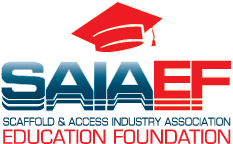 SAIAEF
SCAFFOLD & ACCESS INDUSTRY ASSOCIATION
EDUCATION FOUNDATION